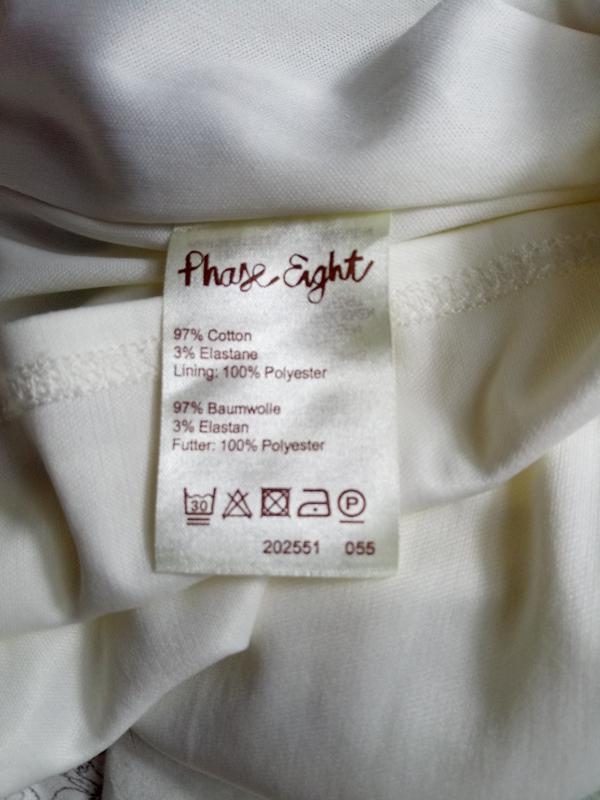 Phase Eight
97% Cotton
3% Elastane
Lining: 100% Polyester
97% Baumwolle
3% Elastan
Futter: 100% Polyester
30 P
202551 055